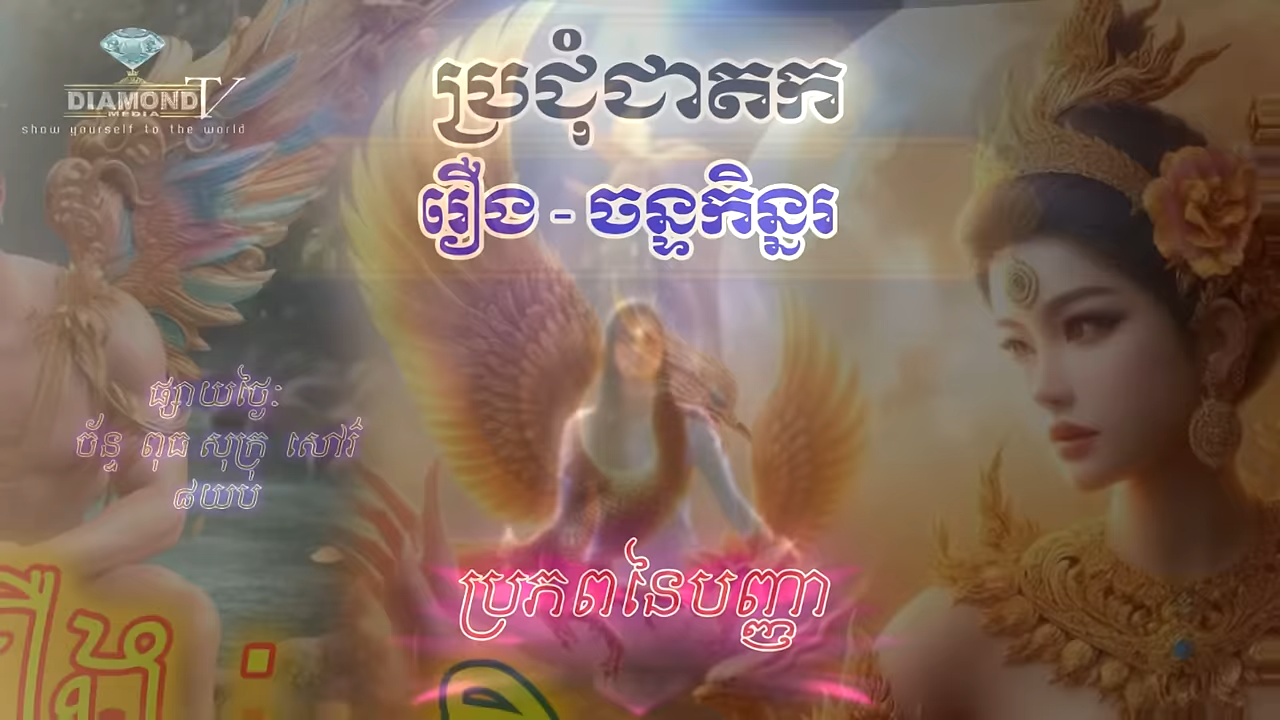 DIAMOND TV
MEDIA
show yourself to the world
ប្រជុំជាតក
រឿង - ចន្ទកិន្នរ
ផ្សាយថ្ងៃៈ
ច័ន្ទ ពុធ សុក្រ សៅរ៍
៨យប់
ប្រភពនៃបញ្ញា